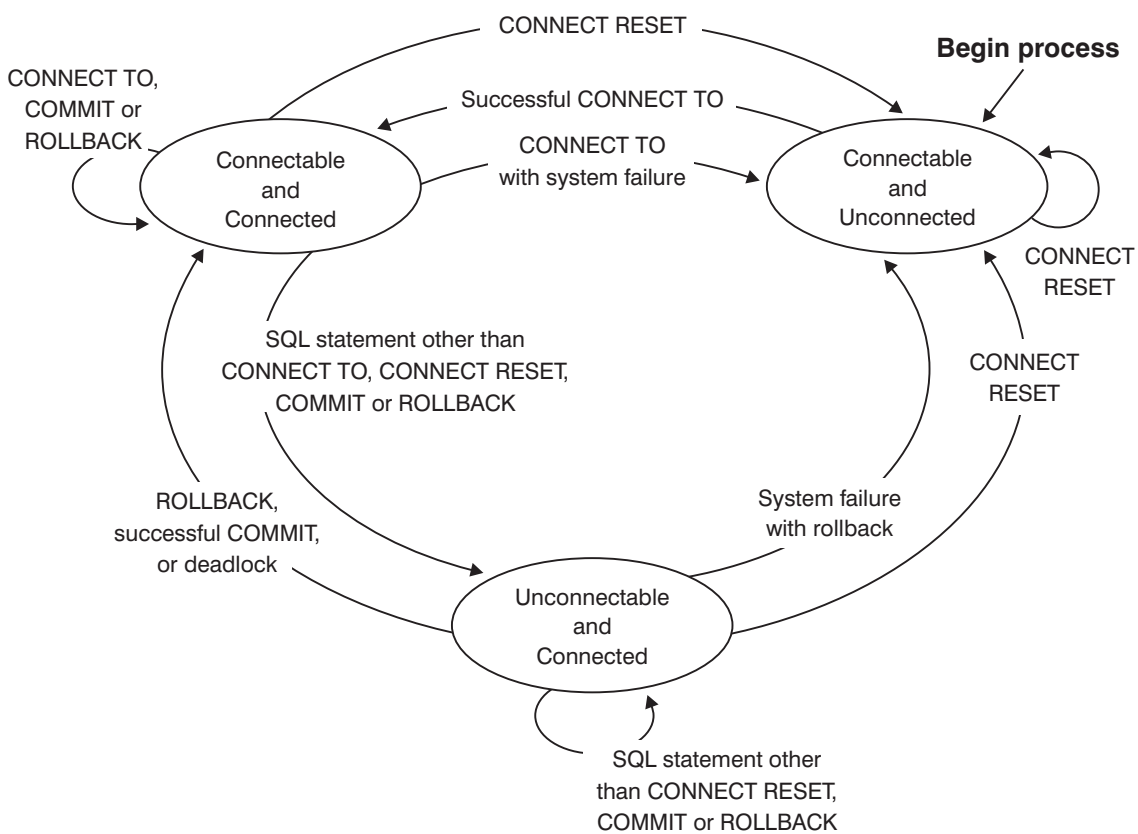 CONNECT RESET
Begin process
CONNECT TO,
COMMIT or
ROLLBACK
Successful CONNECT TO
CONNECT TO
with system failure
Connectable
and
Connected
Connectable
and
Unconnected
CONNECT
RESET
SQL statement other than
CONNECT TO, CONNECT RESET,
COMMIT or ROLLBACK
CONNECT
RESET
ROLLBACK,
successful COMMIT,
or deadlock
System failure
with rollback
Unconnectable
and
Connected
SQL statement other
than CONNECT RESET,
COMMIT or ROLLBACK